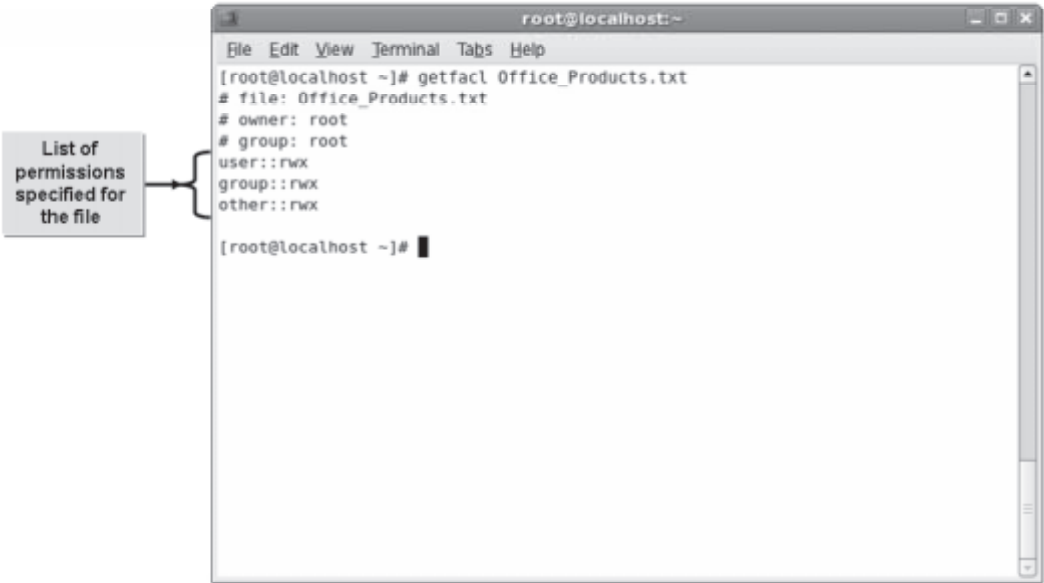 root@localhost:~
File Edit View Terminal Tabs Help
[root@localhost ~]# getfacl Office_Products.txt
# file: Office_Products.txt
# owner: root
# group: root
user::rwx
group::rwx
other::rwx
[root@localhost ~]#
List of
permissions
specified for
the file